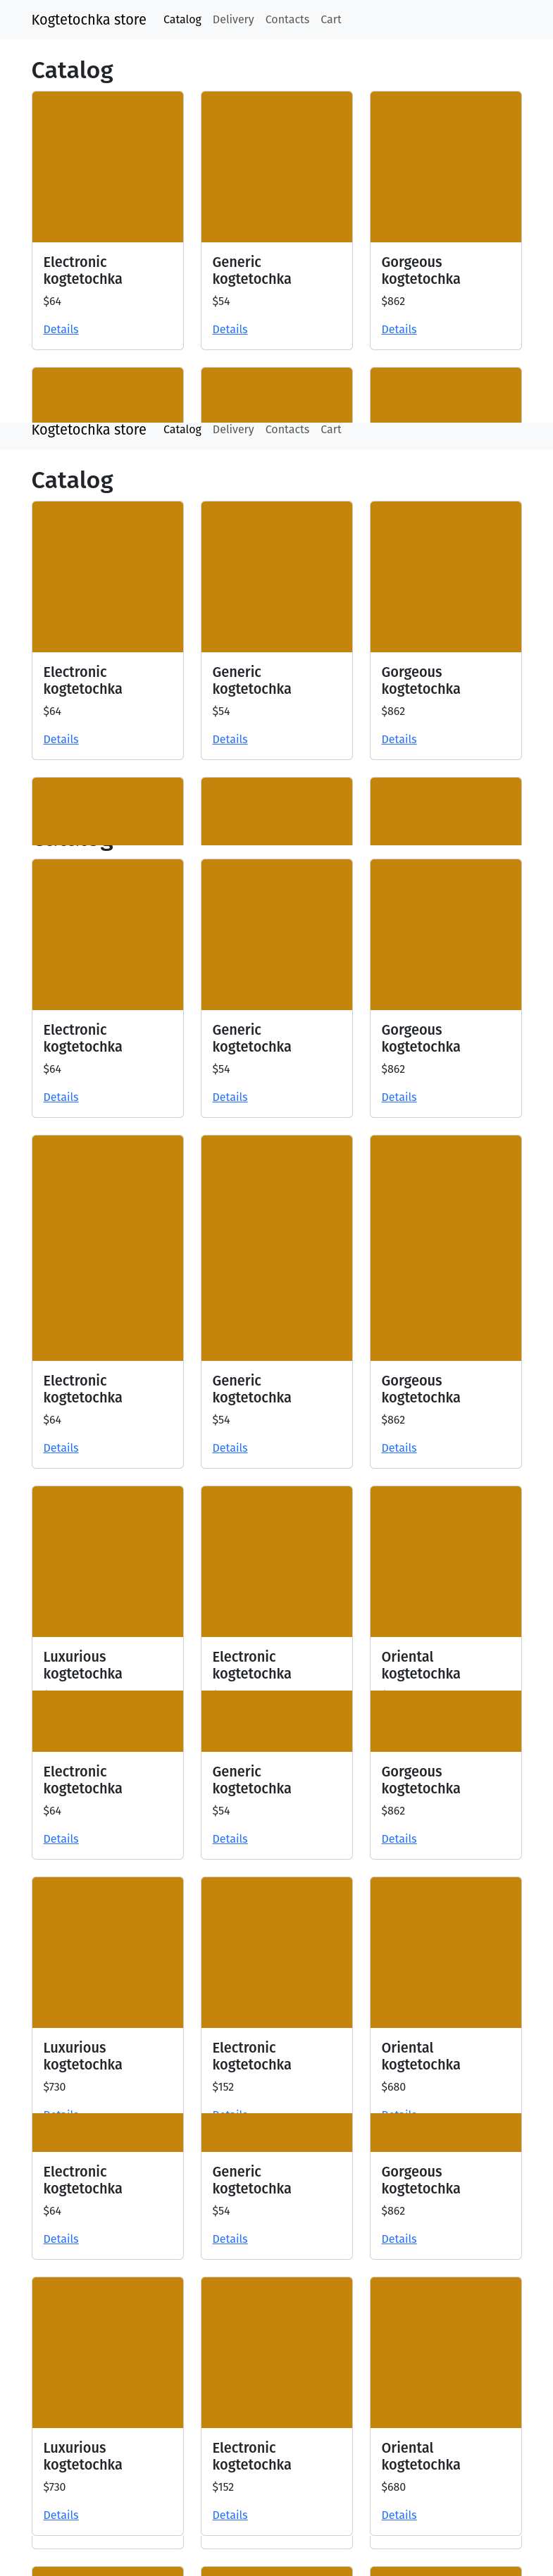 Kogtetochka store Catalog Delivery Contacts Cart
Catalog
Electronic kogtetochka
$64
Details
Generic kogtetochka
$54
Details
Gorgeous kogtetochka
$862
Details
Kogtetochka store Catalog Delivery Contacts Cart
Catalog
Electronic kogtetochka
$64
Details
Generic kogtetochka
$54
Details
Gorgeous kogtetochka
$862
Details
Electronic kogtetochka
$64
Details
Generic kogtetochka
$54
Details
Gorgeous kogtetochka
$862
Details
Electronic kogtetochka
$64
Details
Generic kogtetochka
$54
Details
Gorgeous kogtetochka
$862
Details
Luxurious kogtetochka
Electronic kogtetochka
Oriental kogtetochka
Electronic kogtetochka
$64
Details
Generic kogtetochka
$54
Details
Gorgeous kogtetochka
$862
Details
Luxurious kogtetochka
$730
Electronic kogtetochka
$152
Oriental kogtetochka
$680
Electronic kogtetochka
$64
Details
Generic kogtetochka
$54
Details
Gorgeous kogtetochka
$862
Details
Luxurious kogtetochka
$730
Details
Electronic kogtetochka
$152
Details
Oriental kogtetochka
$680
Details